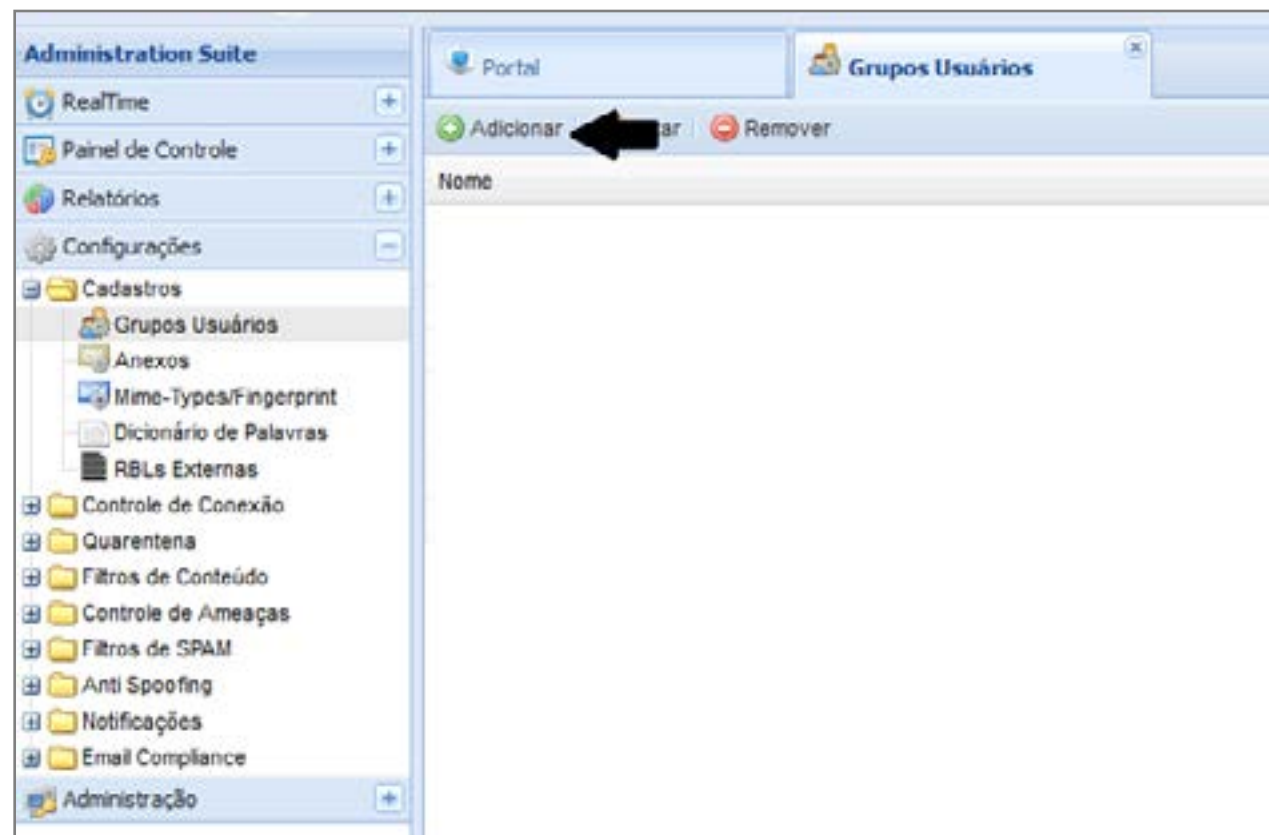 Administration Suite
RealTime
Painel de Controle
Relatórios
Configurações
Cadastros
Grupos Usuários
Anexos
Mime-Types/Fingerprint
Dicionário de Palavras
RBLs Externas
Controle de Conexão
Quarentena
Filtros de Conteúdo
Controle de Ameaças
Filtros de SPAM
Anti Spoofing
Notificações
Email Compliance
Administração
Portal
Grupos Usuários
Adicionar Remover
Nome